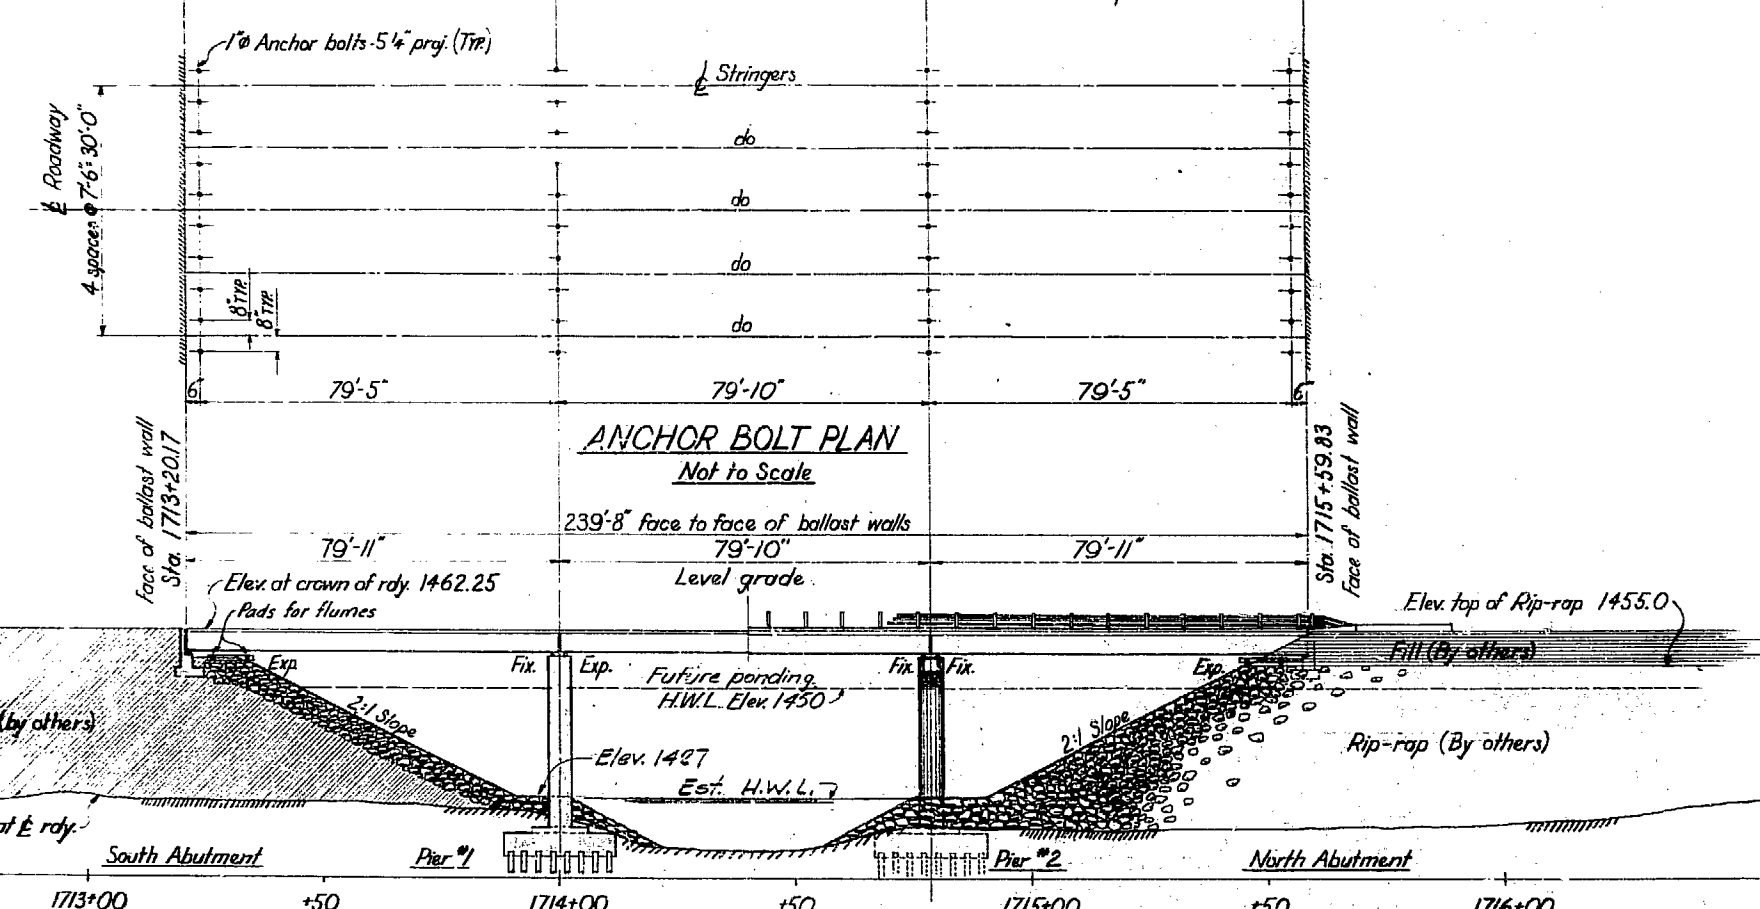 1"ø Anchor bolts-5¼" proj. (TYP.)
℄ Stringers
do
do
do
do
℄ Roadway
4 spaces @ 7'-6"=30'-0"
8" TYP.
8" TYP.
6"
79'-5"
79'-10"
79'-5"
6"
ANCHOR BOLT PLAN
Not to Scale
Face of ballast wall
Sta. 1713+20.17
Sta. 1715+59.83
Face of ballast wall
239'-8" face to face of ballast walls
79'-11"
79'-10"
79'-11"
Elev. at crown of rdy. 1462.25
Level grade
Pads for flumes
Elev. top of Rip-rap 1455.0
Fill (By others)
Exp.
Fix.
Exp.
Fix.
Fix.
Exp.
Future ponding
H.W.L. Elev. 1450
2:1 Slope
2:1 Slope
(by others)
Rip-rap (By others)
Elev. 1427
Est. H.W.L.
at ℄ rdy.
South Abutment
Pier #1
Pier #2
North Abutment
1713+00
+50
1714+00
+50
1715+00
+50
1716+00